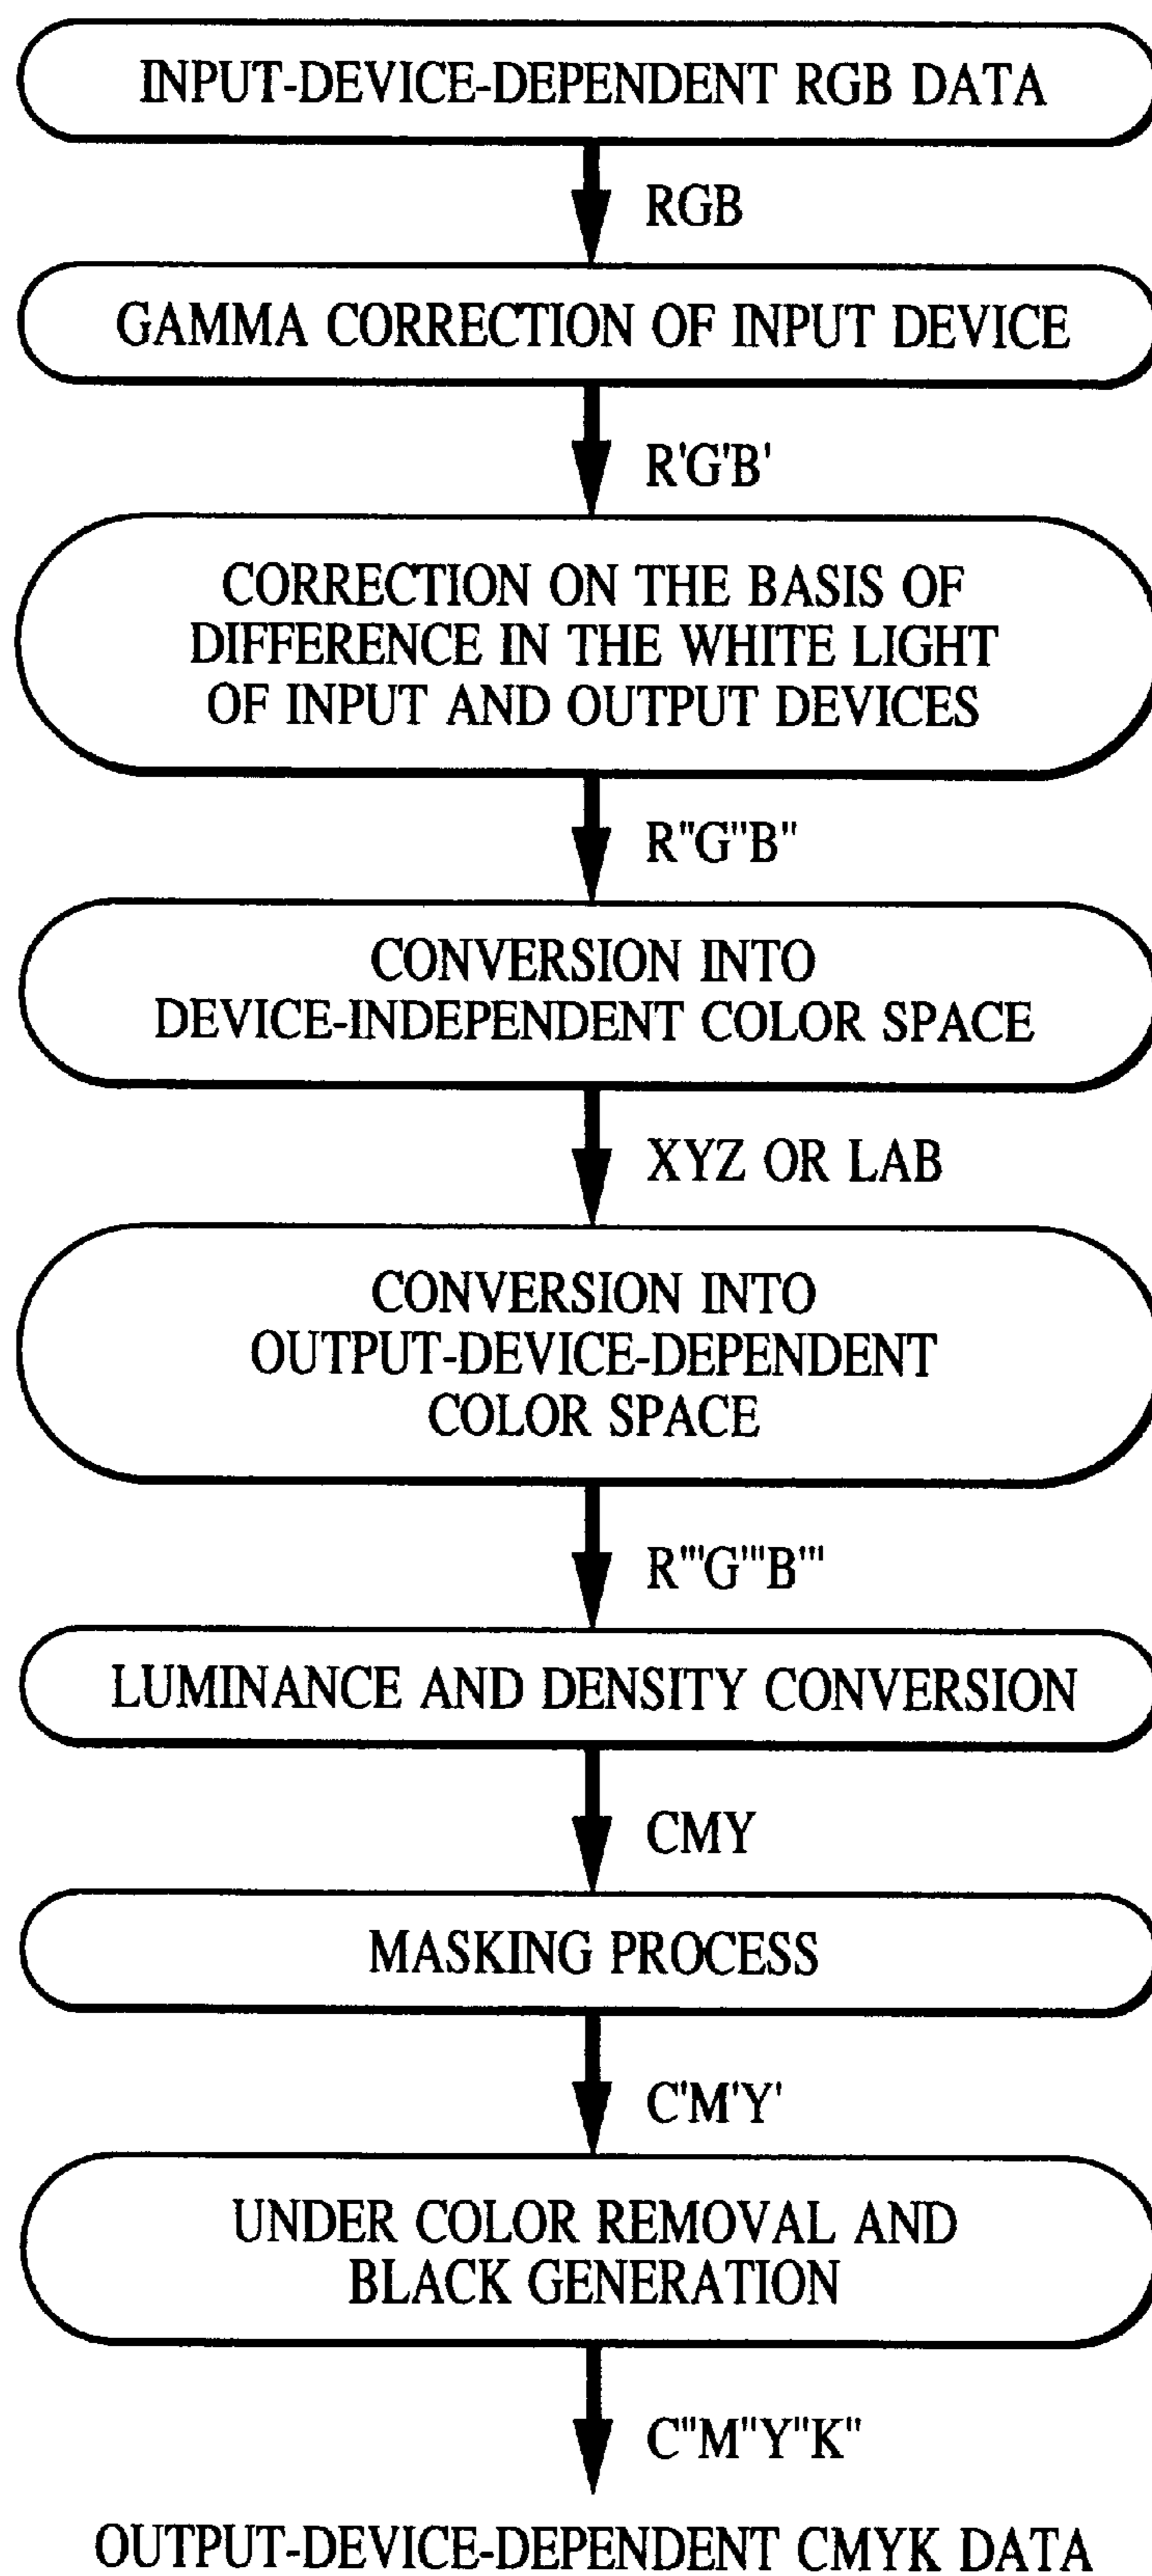 INPUT-DEVICE-DEPENDENT RGB DATA
RGB
GAMMA CORRECTION OF INPUT DEVICE
R'G'B'
CORRECTION ON THE BASIS OF
DIFFERENCE IN THE WHITE LIGHT
OF INPUT AND OUTPUT DEVICES
R"G"B"
CONVERSION INTO
DEVICE-INDEPENDENT COLOR SPACE
XYZ OR LAB
CONVERSION INTO
OUTPUT-DEVICE-DEPENDENT
COLOR SPACE
R'''G'''B'''
LUMINANCE AND DENSITY CONVERSION
CMY
MASKING PROCESS
C'M'Y'
UNDER COLOR REMOVAL AND
BLACK GENERATION
C"M"Y"K"
OUTPUT-DEVICE-DEPENDENT CMYK DATA